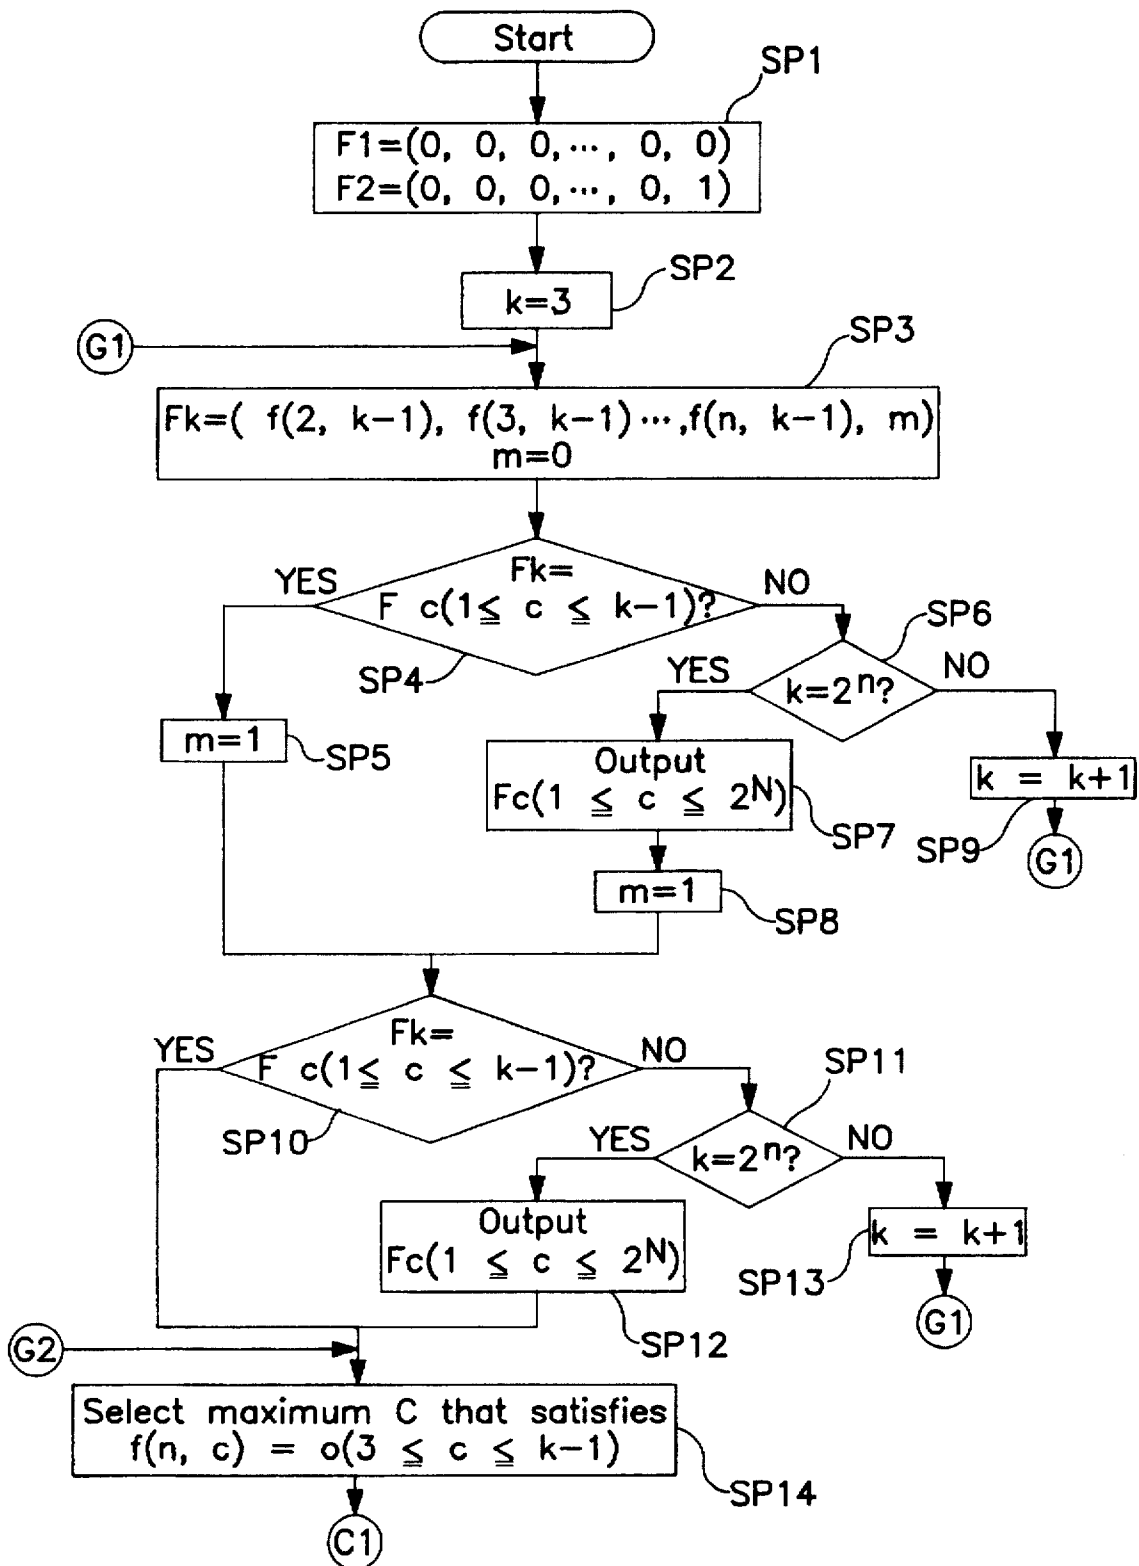 Start
SP1
F1=(0, 0, 0,···, 0, 0)
F2=(0, 0, 0,···, 0, 1)
SP2
k=3
G1
SP3
Fk=( f(2, k-1), f(3, k-1)···,f(n, k-1), m)
m=0
YES
Fk=
F c(1≦ c ≦ k-1)?
NO
SP4
SP6
YES
k=2ⁿ?
NO
m=1
SP5
Output
Fc(1 ≦ c ≦ 2ᴺ)
SP7
k = k+1
SP9
G1
m=1
SP8
YES
Fk=
F c(1≦ c ≦ k-1)?
NO
SP10
SP11
YES
k=2ⁿ?
NO
Output
Fc(1 ≦ c ≦ 2ᴺ)
SP12
k = k+1
SP13
G1
G2
Select maximum C that satisfies
f(n, c) = o(3 ≦ c ≦ k-1)
SP14
C1